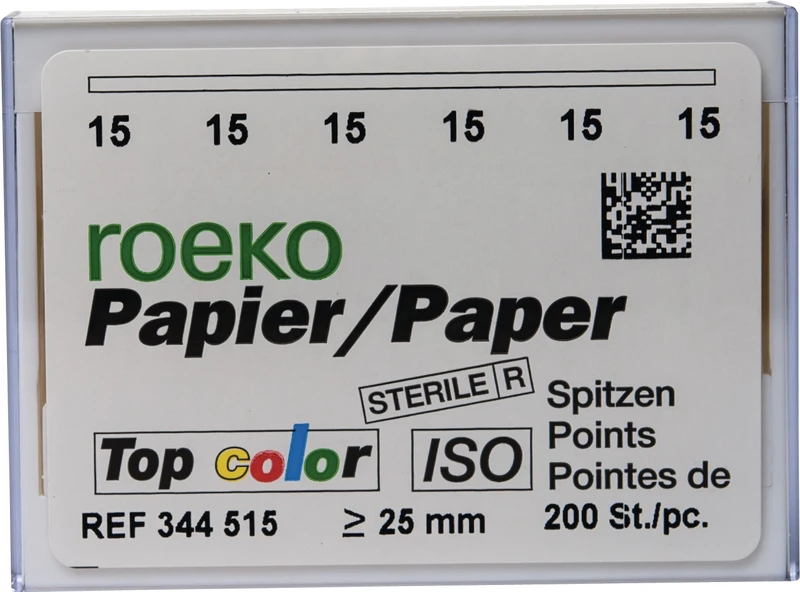 15 15 15 15 15 15
roeko
Papier/Paper
STERILE R
Spitzen
Points
Pointes de
Top color
ISO
REF 344 515
≥ 25 mm
200 St./pc.